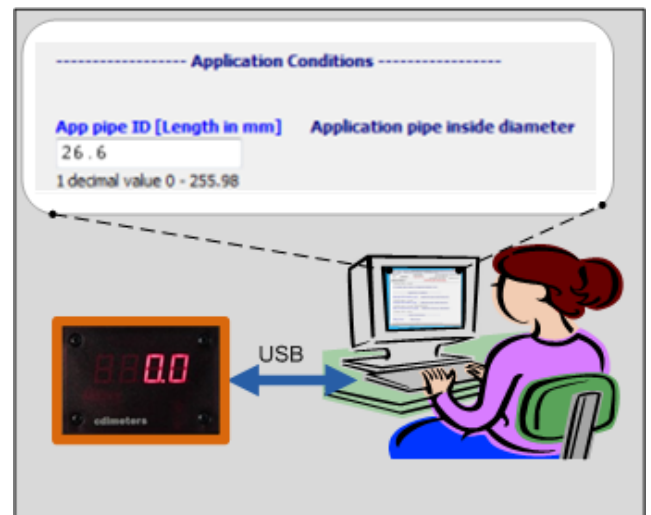 ------------------ Application Conditions -----------------
App pipe ID [Length in mm] Application pipe inside diameter
26.6
1 decimal value 0 - 255.98
0.0
USB
cdimeters